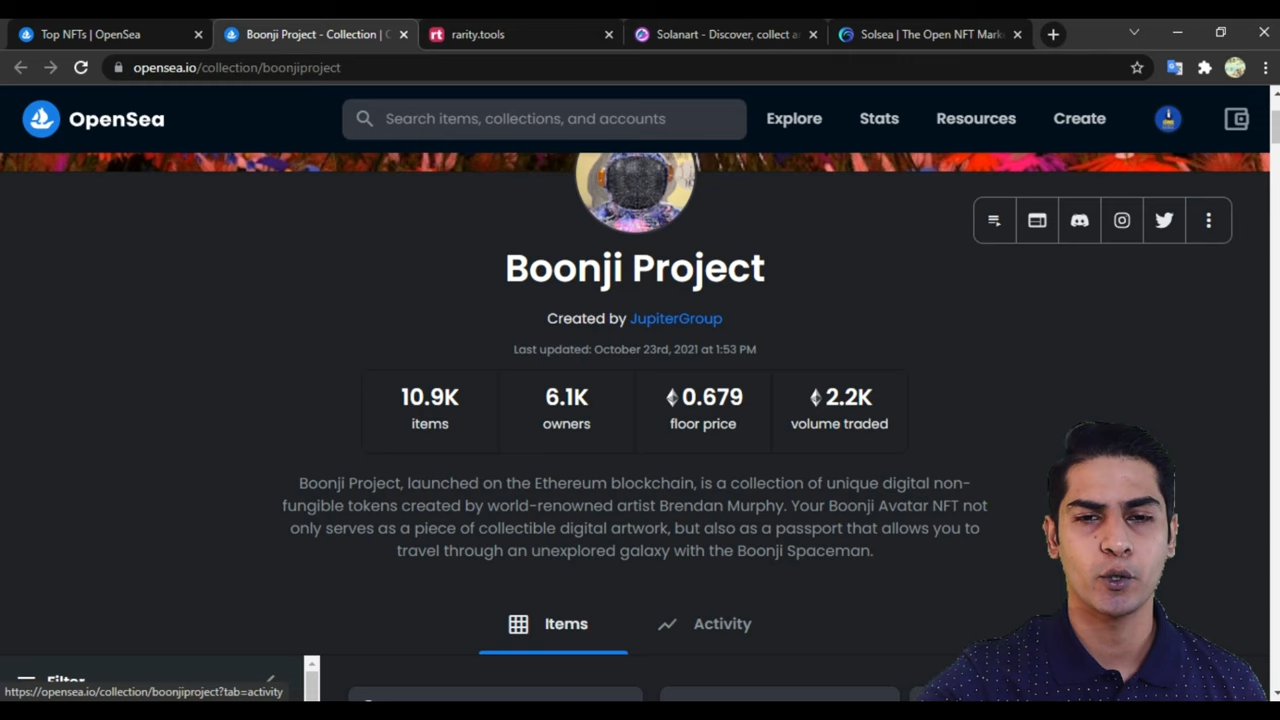 Top NFTs | OpenSea
Boonji Project - Collection |
rarity.tools
Solanart - Discover, collect a
Solsea | The Open NFT Mark
opensea.io/collection/boonjiproject
OpenSea
Search items, collections, and accounts
Explore
Stats
Resources
Create
Boonji Project
Created by JupiterGroup
Last updated: October 23rd, 2021 at 1:53 PM
10.9K
6.1K
0.679
2.2K
items
owners
floor price
volume traded
Boonji Project, launched on the Ethereum blockchain, is a collection of unique digital non-
fungible tokens created by world-renowned artist Brendan Murphy. Your Boonji Avatar NFT not
only serves as a piece of collectible digital artwork, but also as a passport that allows you to
travel through an unexplored galaxy with the Boonji Spaceman.
Items
Activity
Filter
https://opensea.io/collection/boonjiproject?tab=activity